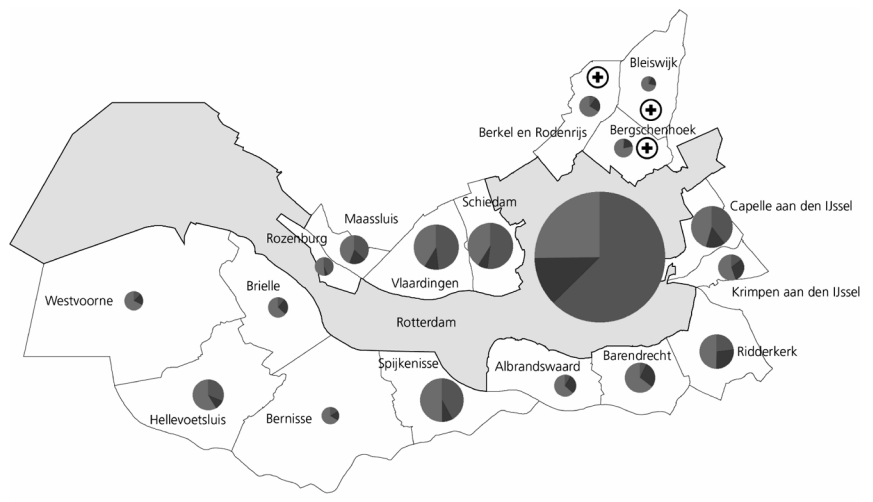 Bleiswijk
Berkel en Rodenrijs
Bergschenhoek
Schiedam
Capelle aan den IJssel
Maassluis
Rozenburg
Vlaardingen
Krimpen aan den IJssel
Brielle
Westvoorne
Rotterdam
Ridderkerk
Barendrecht
Spijkenisse
Albrandswaard
Hellevoetsluis
Bernisse